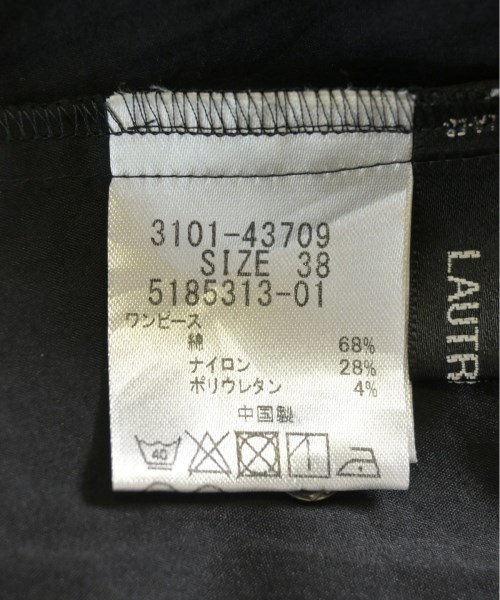 3101-43709
SIZE 38
5185313-01
ワンピース
綿 68%
ナイロン 28%
ポリウレタン 4%
中国製
40
LAUTR